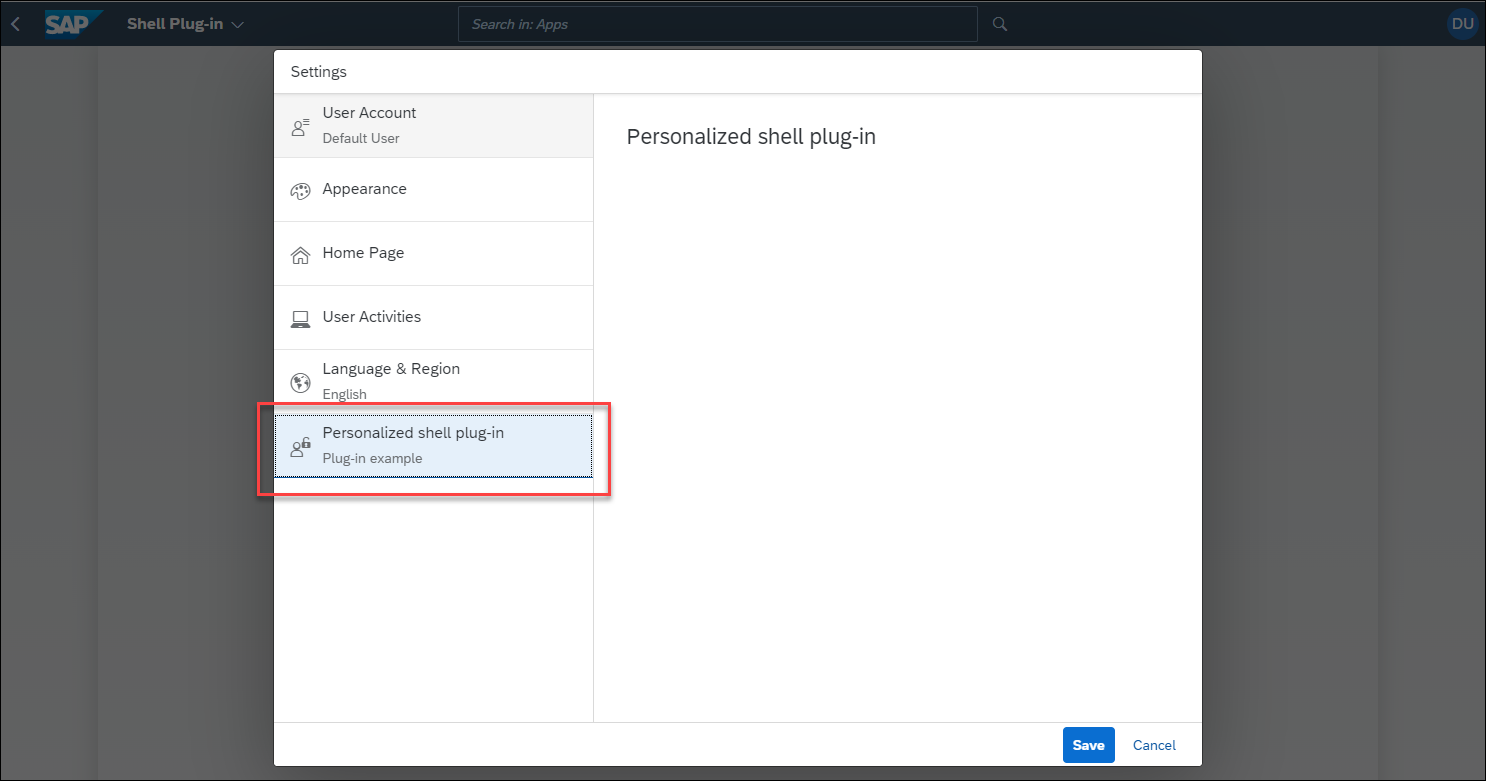 SAP Shell Plug-in Search in: Apps DU
Settings
User Account
Default User
Appearance
Home Page
User Activities
Language & Region
English
Personalized shell plug-in
Plug-in example
Personalized shell plug-in
Save Cancel